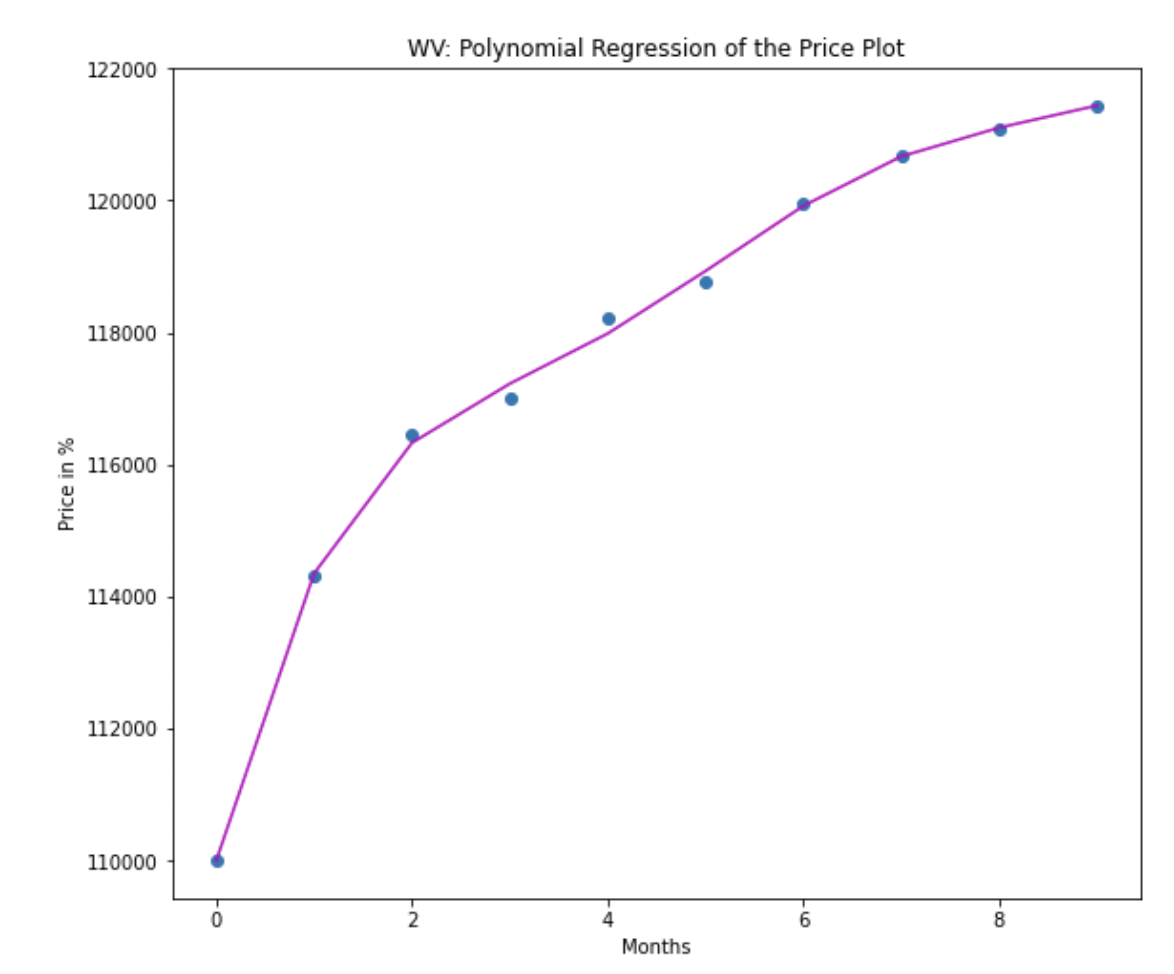 WV: Polynomial Regression of the Price Plot
122000
120000
118000
116000
114000
112000
110000
Price in %
0 2 4 6 8
Months